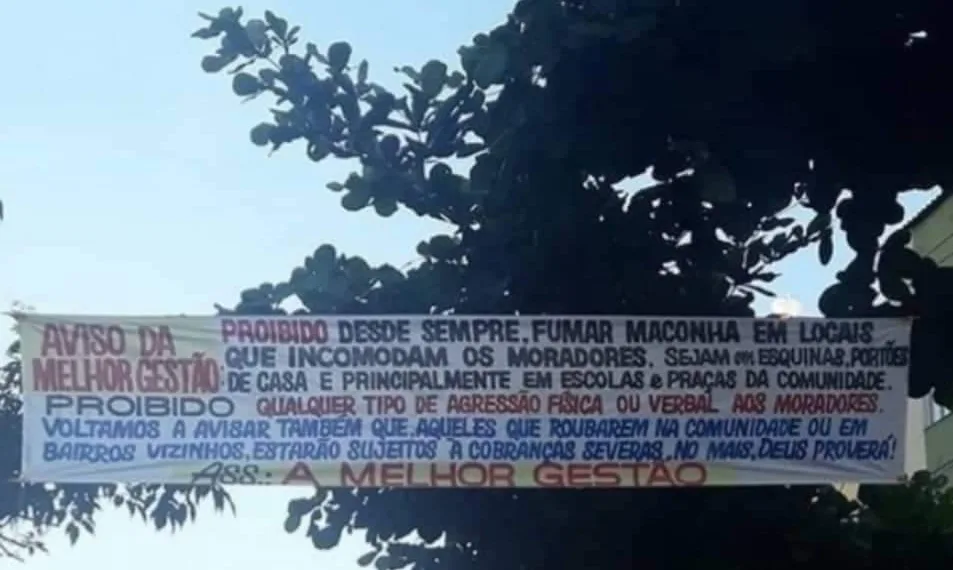 AVISO DA MELHOR GESTÃO:
PROIBIDO DESDE SEMPRE, FUMAR MACONHA EM LOCAIS
QUE INCOMODAM OS MORADORES, SEJAM em ESQUINAS, PORTÕES
DE CASA E PRINCIPALMENTE EM ESCOLAS e PRAÇAS DA COMUNIDADE.
PROIBIDO QUALQUER TIPO DE AGRESSÃO FÍSICA OU VERBAL AOS MORADORES.
VOLTAMOS A AVISAR TAMBÉM QUE, AQUELES QUE ROUBAREM NA COMUNIDADE OU EM
BAIRROS VIZINHOS, ESTARÃO SUJEITOS A COBRANÇAS SEVERAS, NO MAIS, DEUS PROVERÁ!
Ass.: A MELHOR GESTÃO